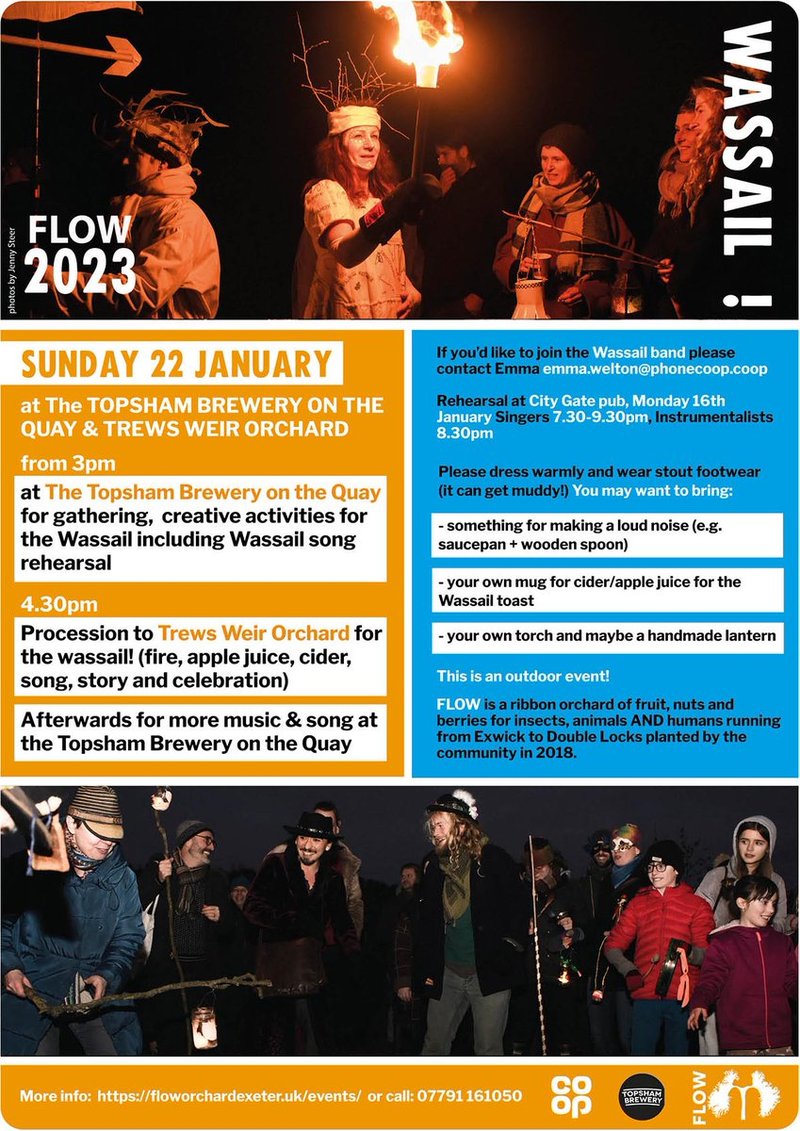 WASSAIL !
FLOW
2023
photos by Jenny Steer
SUNDAY 22 JANUARY
at The TOPSHAM BREWERY ON THE
QUAY & TREWS WEIR ORCHARD
from 3pm
at The Topsham Brewery on the Quay
for gathering, creative activities for
the Wassail including Wassail song
rehearsal
4.30pm
Procession to Trews Weir Orchard for
the wassail! (fire, apple juice, cider,
song, story and celebration)
Afterwards for more music & song at
the Topsham Brewery on the Quay
If you'd like to join the Wassail band please
contact Emma emma.welton@phonecoop.coop
Rehearsal at City Gate pub, Monday 16th
January Singers 7.30-9.30pm, Instrumentalists
8.30pm
Please dress warmly and wear stout footwear
(it can get muddy!) You may want to bring:
- something for making a loud noise (e.g.
saucepan + wooden spoon)
- your own mug for cider/apple juice for the
Wassail toast
- your own torch and maybe a handmade lantern
This is an outdoor event!
FLOW is a ribbon orchard of fruit, nuts and
berries for insects, animals AND humans running
from Exwick to Double Locks planted by the
community in 2018.
More info: https://floworchardexeter.uk/events/ or call: 07791 161050
CO
OP
TOPSHAM
BREWERY
FLOW